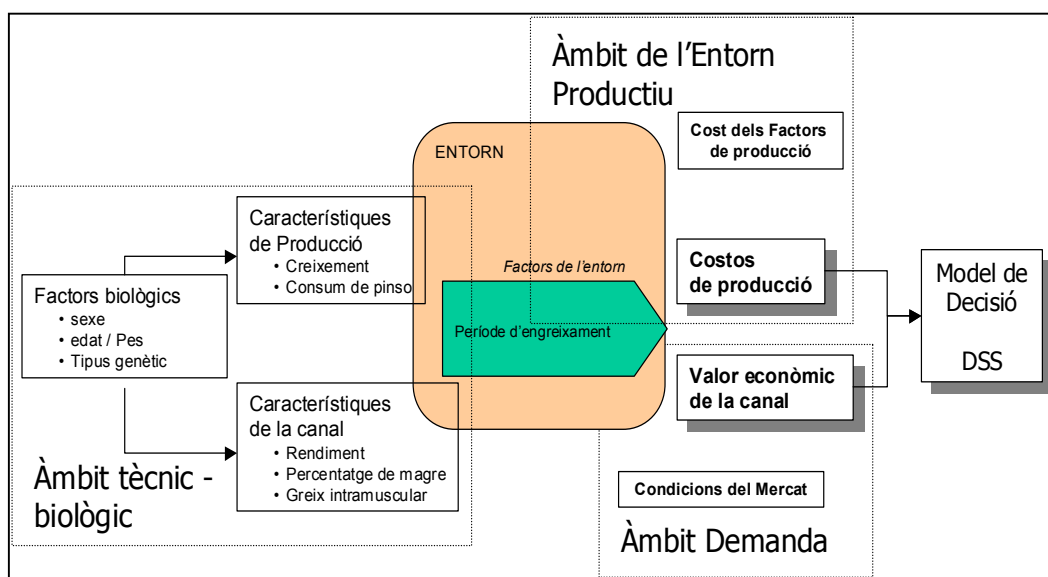 Àmbit de l'Entorn
Productiu
Cost dels Factors
de producció
ENTORN
Característiques
de Producció
• Creixement
• Consum de pinso
Factors biològics
• sexe
• edat / Pes
• Tipus genètic
Factors de l'entorn
Període d'engreixament
Costos
de producció
Model de
Decisió
DSS
Valor econòmic
de la canal
Característiques
de la canal
• Rendiment
• Percentatge de magre
• Greix intramuscular
Àmbit tècnic -
biològic
Condicions del Mercat
Àmbit Demanda